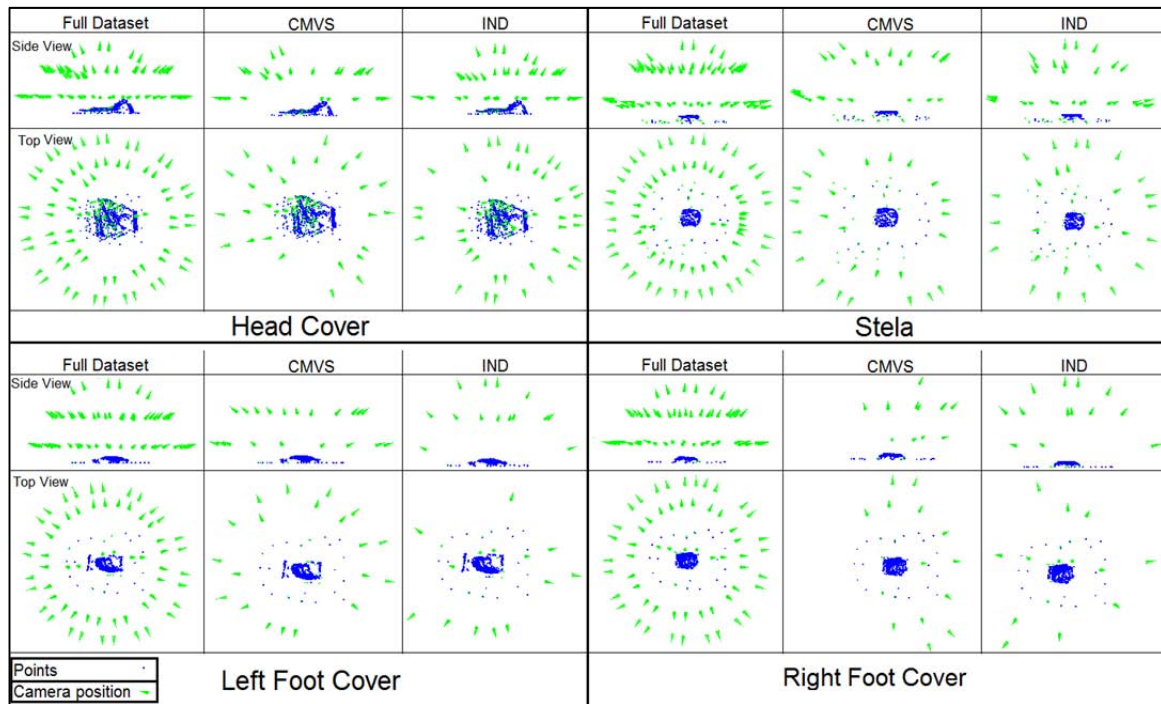 Full Dataset CMVS IND
Side View
Top View
Head Cover
Full Dataset CMVS IND
Stela
Full Dataset CMVS IND
Side View
Top View
Left Foot Cover
Full Dataset CMVS IND
Right Foot Cover
Points
Camera position